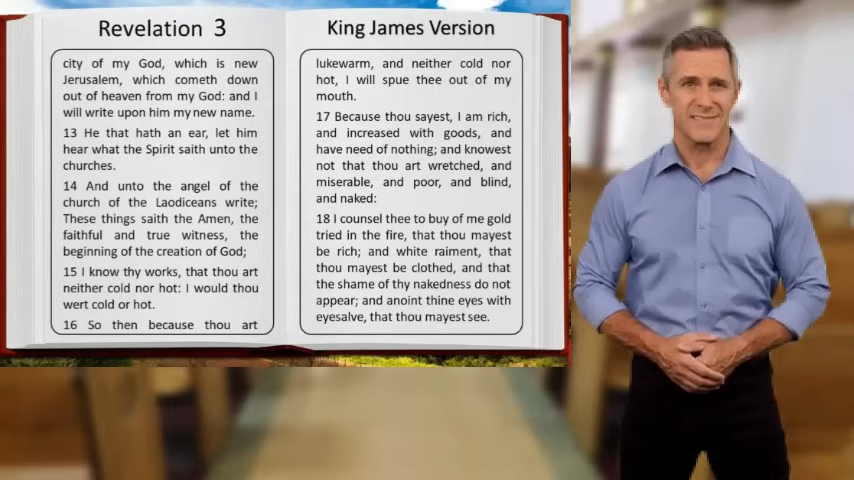 Revelation 3
city of my God, which is new
Jerusalem, which cometh down
out of heaven from my God: and I
will write upon him my new name.
13 He that hath an ear, let him
hear what the Spirit saith unto the
churches.
14 And unto the angel of the
church of the Laodiceans write;
These things saith the Amen, the
faithful and true witness, the
beginning of the creation of God;
15 I know thy works, that thou art
neither cold nor hot: I would thou
wert cold or hot.
16 So then because thou art
King James Version
lukewarm, and neither cold nor
hot, I will spue thee out of my
mouth.
17 Because thou sayest, I am rich,
and increased with goods, and
have need of nothing; and knowest
not that thou art wretched, and
miserable, and poor, and blind,
and naked:
18 I counsel thee to buy of me gold
tried in the fire, that thou mayest
be rich; and white raiment, that
thou mayest be clothed, and that
the shame of thy nakedness do not
appear; and anoint thine eyes with
eyesalve, that thou mayest see.